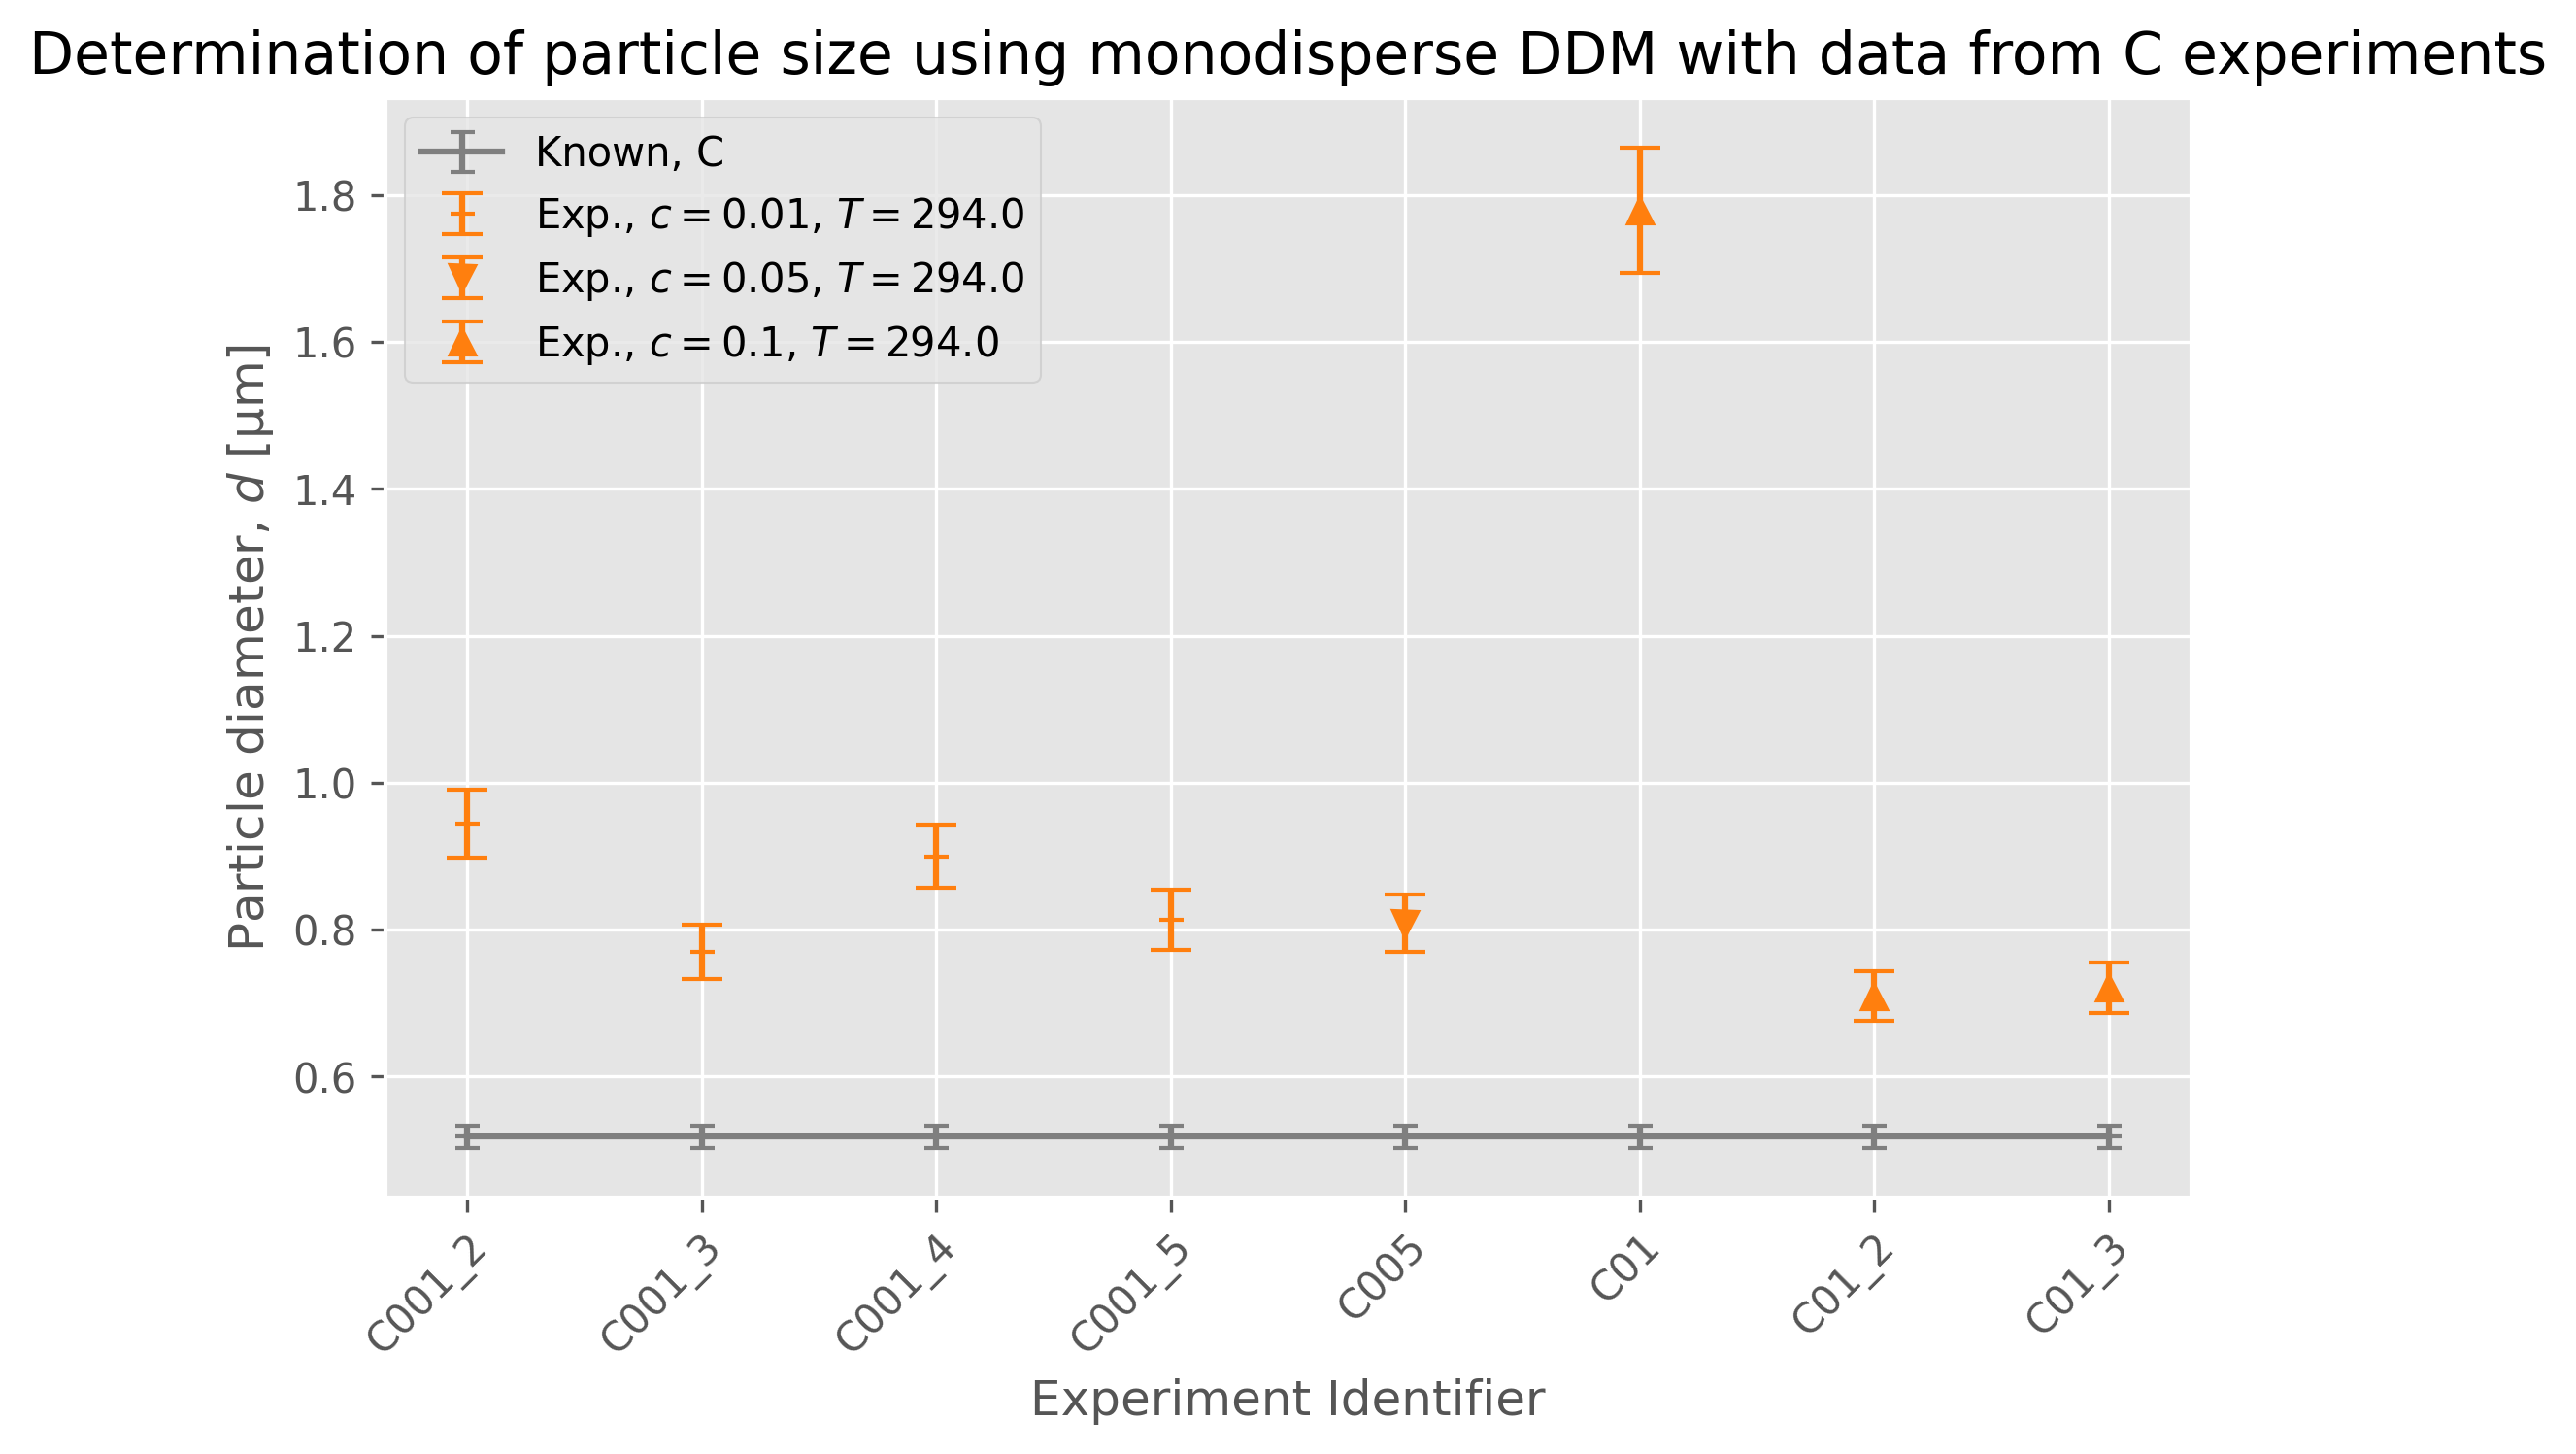 Determination of particle size using monodisperse DDM with data from C experiments
Known, C
Exp., c = 0.01, T = 294.0
Exp., c = 0.05, T = 294.0
Exp., c = 0.1, T = 294.0
Particle diameter, d [µm]
1.8
1.6
1.4
1.2
1.0
0.8
0.6
C001_2
C001_3
C001_4
C001_5
C005
C01
C01_2
C01_3
Experiment Identifier